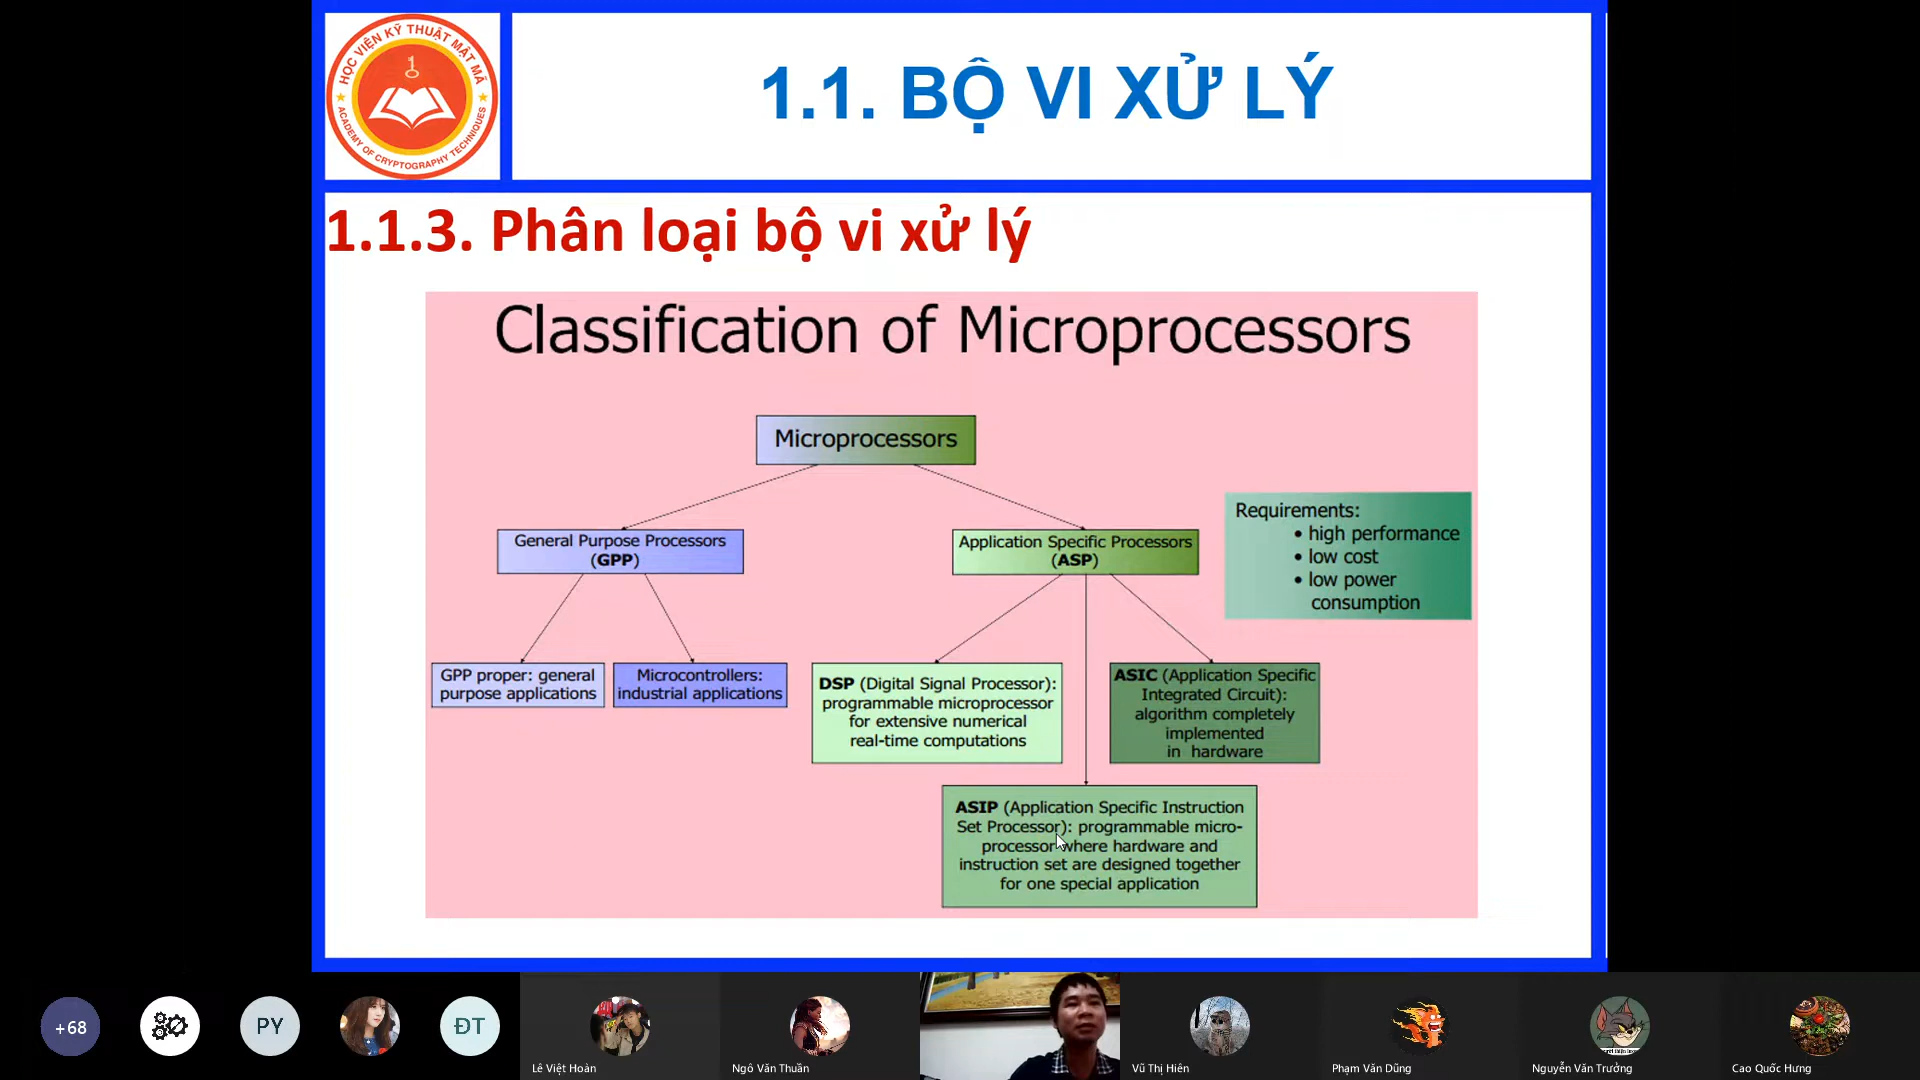 HỌC VIỆN KỸ THUẬT MẬT MÃ
ACADEMY OF CRYPTOGRAPHY TECHNIQUES
1.1. BỘ VI XỬ LÝ
1.1.3. Phân loại bộ vi xử lý
Classification of Microprocessors
Microprocessors
General Purpose Processors
(GPP)
Application Specific Processors
(ASP)
Requirements:
• high performance
• low cost
• low power
consumption
GPP proper: general
purpose applications
Microcontrollers:
industrial applications
DSP (Digital Signal Processor):
programmable microprocessor
for extensive numerical
real-time computations
ASIC (Application Specific
Integrated Circuit):
algorithm completely
implemented
in hardware
ASIP (Application Specific Instruction
Set Processor): programmable micro-
processor where hardware and
instruction set are designed together
for one special application
+68
PY
ĐT
Lê Việt Hoàn
Ngô Văn Thuần
Vũ Thị Hiên
Phạm Văn Dũng
Nguyễn Văn Trưởng
Cao Quốc Hưng